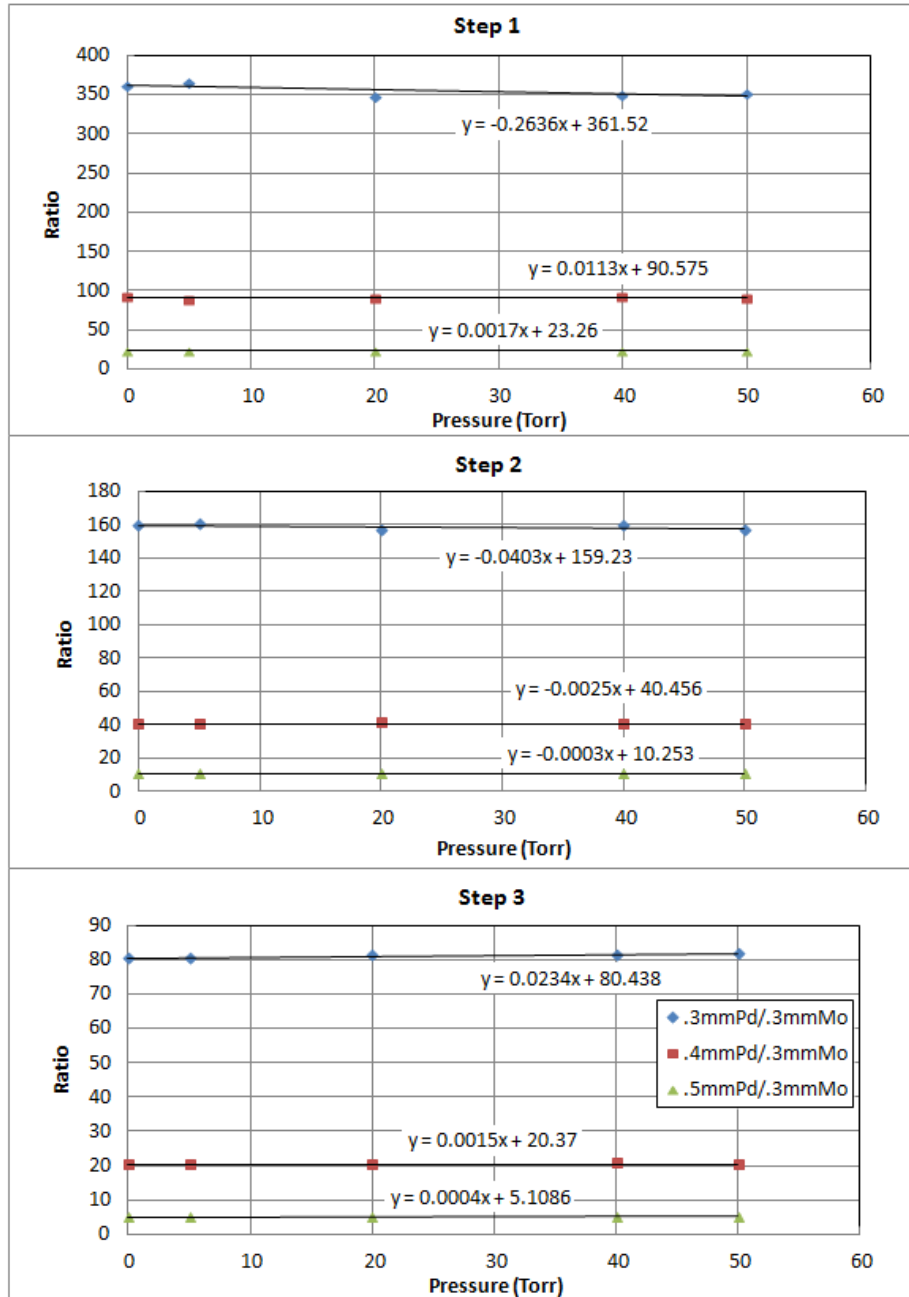 Step 1
400
350
300
250
200
150
100
50
0
Ratio
y = -0.2636x + 361.52
y = 0.0113x + 90.575
y = 0.0017x + 23.26
0 10 20 30 40 50 60
Pressure (Torr)
Step 2
180
160
140
120
100
80
60
40
20
0
Ratio
y = -0.0403x + 159.23
y = -0.0025x + 40.456
y = -0.0003x + 10.253
0 10 20 30 40 50 60
Pressure (Torr)
Step 3
90
80
70
60
50
40
30
20
10
0
Ratio
y = 0.0234x + 80.438
.3mmPd/.3mmMo
.4mmPd/.3mmMo
.5mmPd/.3mmMo
y = 0.0015x + 20.37
y = 0.0004x + 5.1086
0 10 20 30 40 50 60
Pressure (Torr)